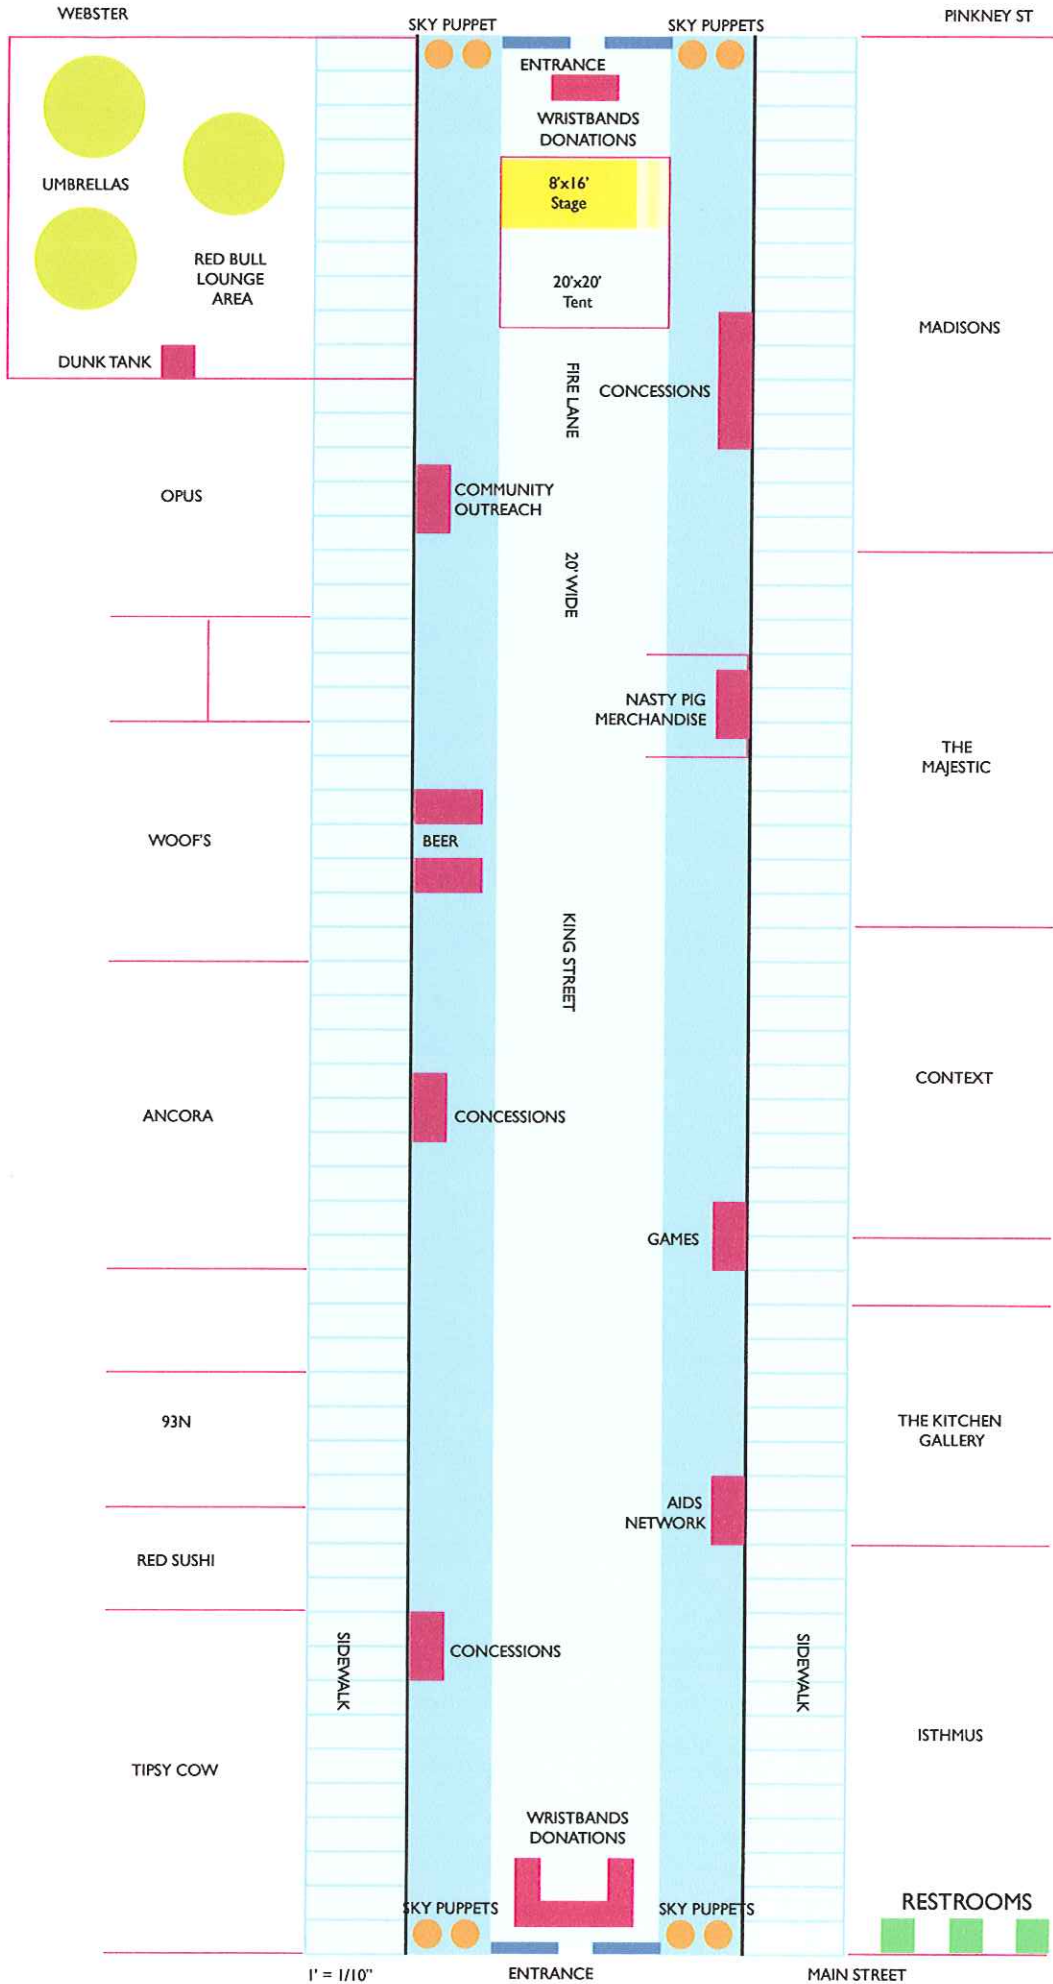 WEBSTER
SKY PUPPET
SKY PUPPETS
PINKNEY ST
ENTRANCE
WRISTBANDS
DONATIONS
8'x16'
Stage
UMBRELLAS
RED BULL
LOUNGE
AREA
20'x20'
Tent
MADISONS
DUNK TANK
FIRE LANE
CONCESSIONS
OPUS
COMMUNITY
OUTREACH
20' WIDE
NASTY PIG
MERCHANDISE
THE
MAJESTIC
WOOF'S
BEER
KING STREET
CONTEXT
ANCORA
CONCESSIONS
GAMES
93N
THE KITCHEN
GALLERY
AIDS
NETWORK
RED SUSHI
CONCESSIONS
SIDEWALK
SIDEWALK
ISTHMUS
TIPSY COW
WRISTBANDS
DONATIONS
RESTROOMS
SKY PUPPETS
SKY PUPPETS
1' = 1/10"
ENTRANCE
MAIN STREET